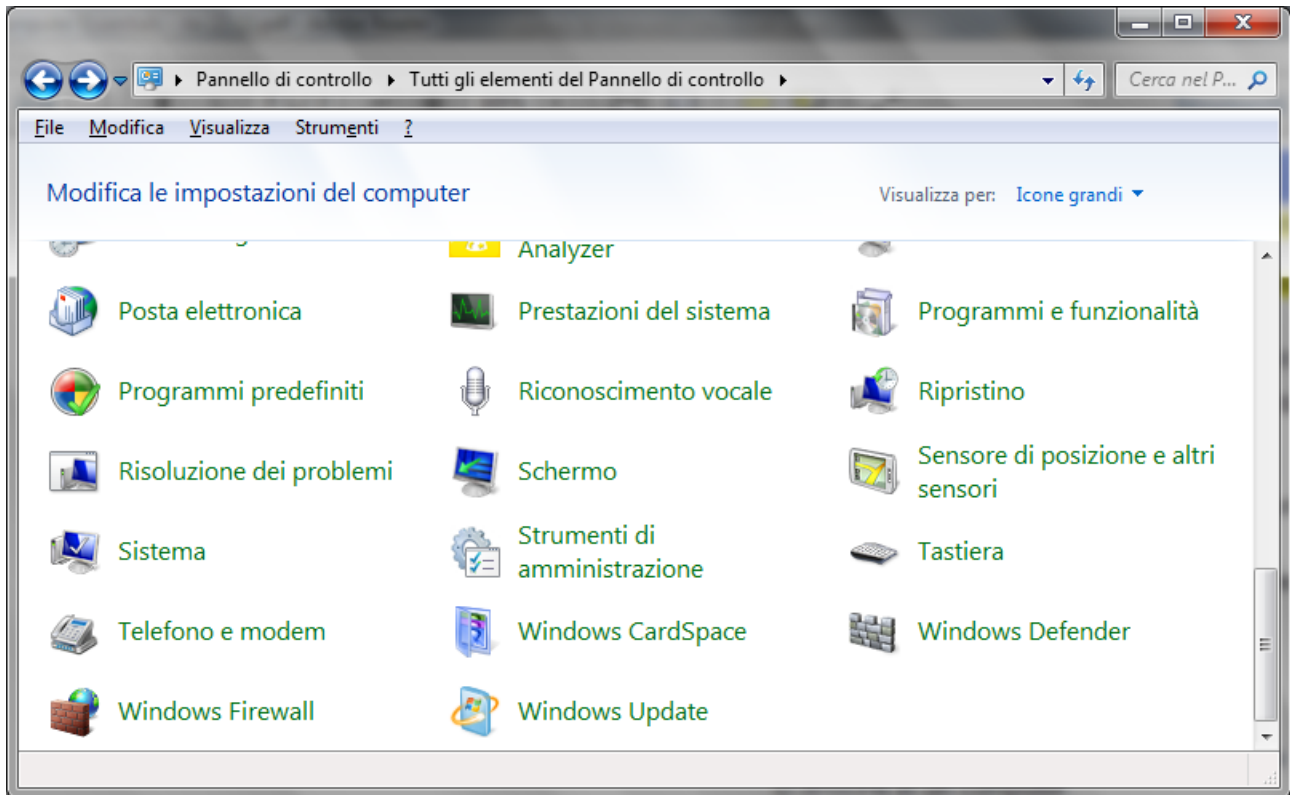 Pannello di controllo Tutti gli elementi del Pannello di controllo Cerca nel P...
File Modifica Visualizza Strumenti ?
Modifica le impostazioni del computer Visualizza per: Icone grandi
Analyzer
Posta elettronica Prestazioni del sistema Programmi e funzionalità
Programmi predefiniti Riconoscimento vocale Ripristino
Risoluzione dei problemi Schermo Sensore di posizione e altri
sensori
Sistema Strumenti di
amministrazione Tastiera
Telefono e modem Windows CardSpace Windows Defender
Windows Firewall Windows Update